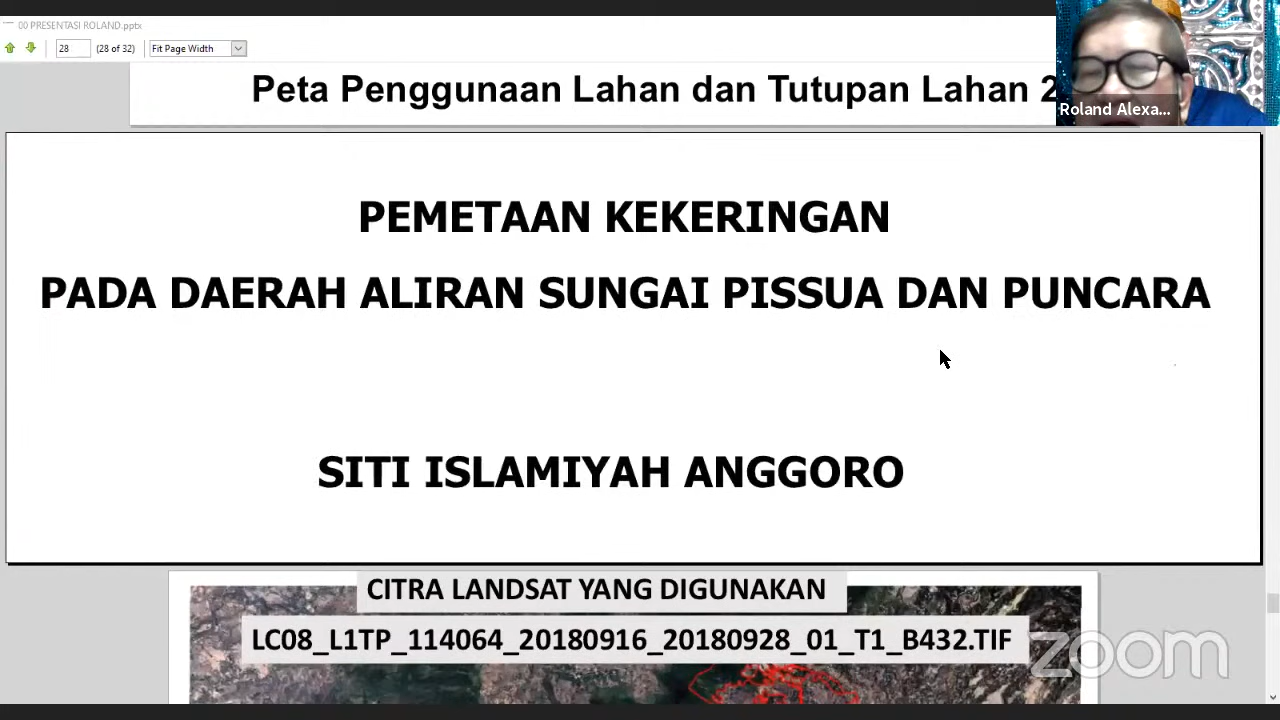 00 PRESENTASI ROLAND.pptx
28 (28 of 32) Fit Page Width
Peta Penggunaan Lahan dan Tutupan Lahan 2
Roland Alexa...
PEMETAAN KEKERINGAN
PADA DAERAH ALIRAN SUNGAI PISSUA DAN PUNCARA
SITI ISLAMIYAH ANGGORO
CITRA LANDSAT YANG DIGUNAKAN
LC08_L1TP_114064_20180916_20180928_01_T1_B432.TIF
zoom